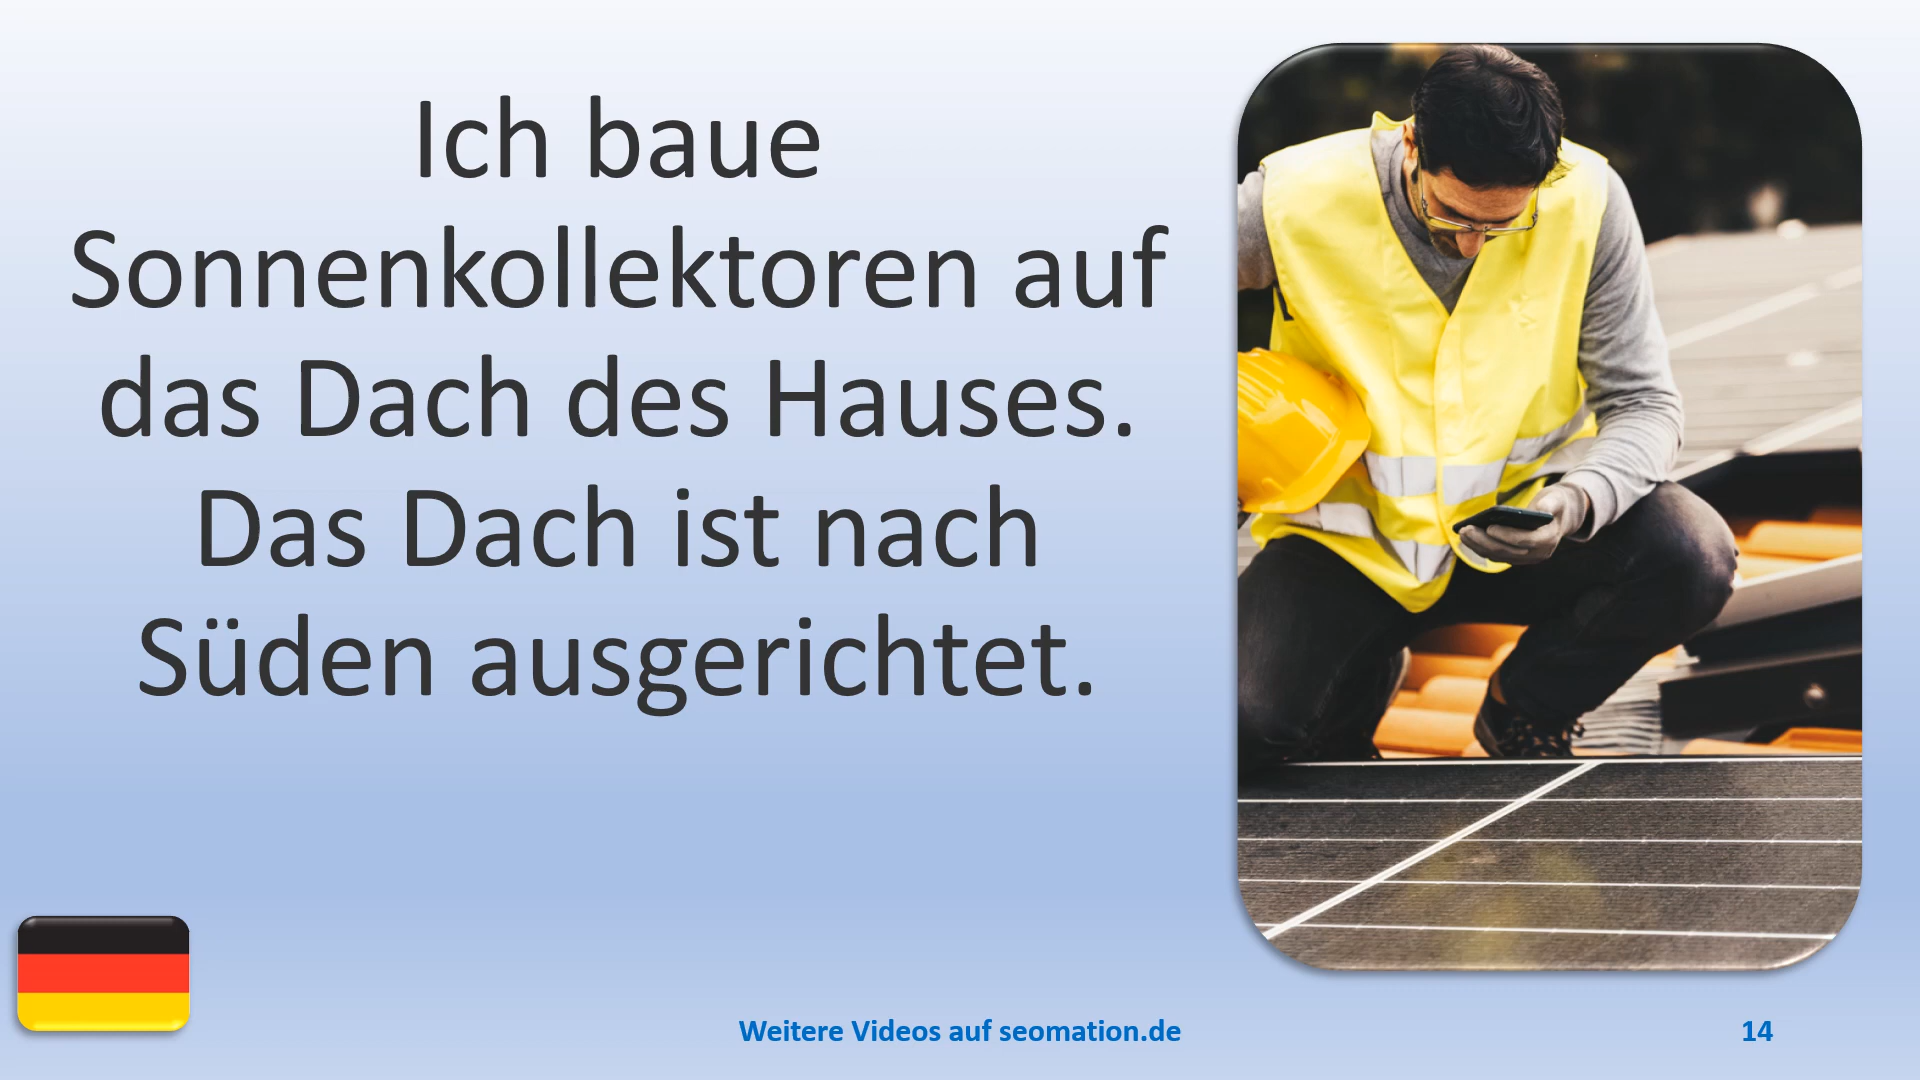 Ich baue
Sonnenkollektoren auf
das Dach des Hauses.
Das Dach ist nach
Süden ausgerichtet.
Weitere Videos auf seomation.de
14